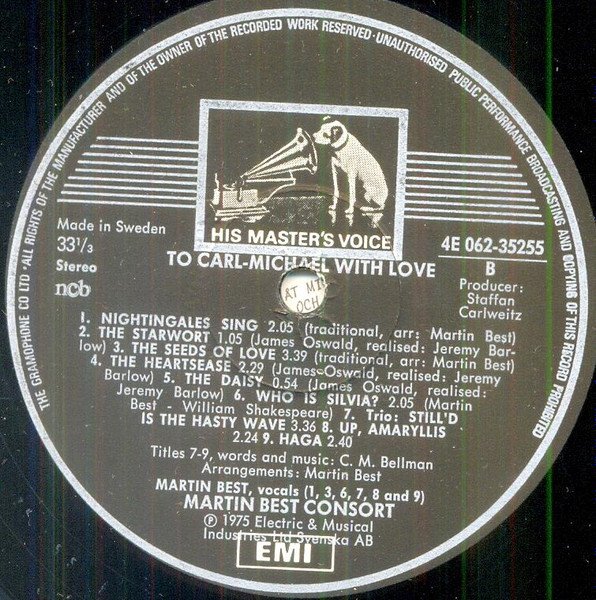 THE GRAMOPHONE CO LTD · ALL RIGHTS OF THE MANUFACTURER AND OF THE OWNER OF THE RECORDED WORK RESERVED · UNAUTHORISED PUBLIC PERFORMANCE BROADCASTING AND COPYING OF THIS RECORD PROHIBITED
HIS MASTER'S VOICE
Made in Sweden
33 1/3
Stereo
ncb
4E 062-35255
B
Producer:
Staffan
Carlweitz
TO CARL-MICHAEL WITH LOVE
AT
OCH
1. NIGHTINGALES SING 2.05 (traditional, arr: Martin Best)
2. THE STARWORT 1.05 (James Oswald, realised: Jeremy Bar-
low) 3. THE SEEDS OF LOVE 3.39 (traditional, arr: Martin Best)
4. THE HEARTSEASE 2.29 (James-Oswald, realised: Jeremy
Barlow) 5. THE DAISY 0.54 (James Oswald, realised:
Jeremy Barlow) 6. WHO IS SILVIA? 2.05 (Martin
Best - William Shakespeare) 7. Trio: STILL'D
IS THE HASTY WAVE 3.36 8. UP, AMARYLLIS
2.24 9. HAGA 2.40
Titles 7-9, words and music: C. M. Bellman
Arrangements: Martin Best
MARTIN BEST, vocals (1, 3, 6, 7, 8 and 9)
MARTIN BEST CONSORT
Ⓟ 1975 Electric & Musical
Industries Ltd Svenska AB
EMI